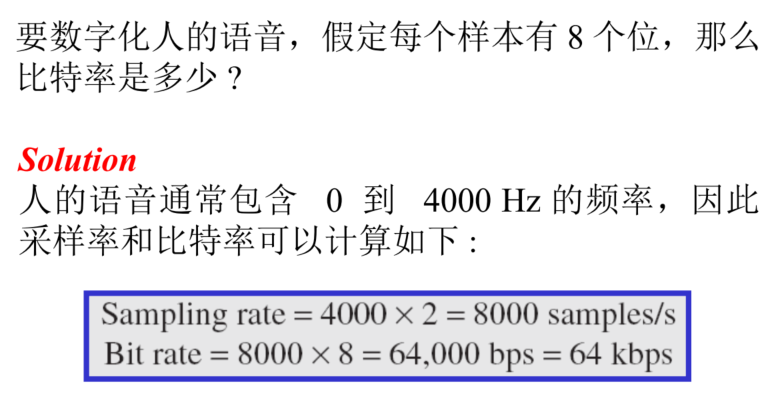 要数字化人的语音，假定每个样本有 8 个位，那么
比特率是多少？
Solution
人的语音通常包含 0 到 4000 Hz 的频率，因此
采样率和比特率可以计算如下：
Sampling rate = 4000 × 2 = 8000 samples/s
Bit rate = 8000 × 8 = 64,000 bps = 64 kbps